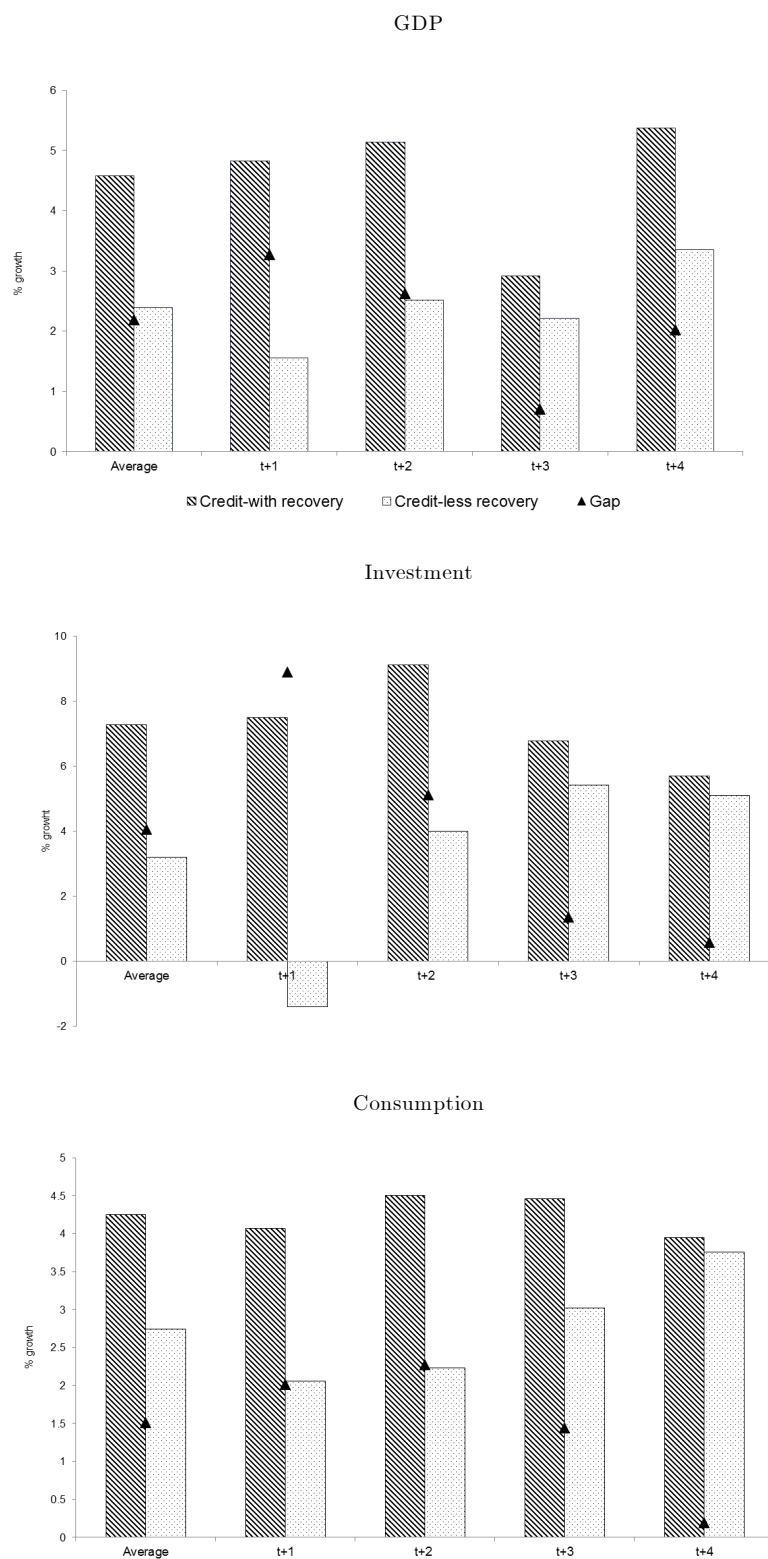 GDP
6
5
4
3
2
1
0
% growth
Average t+1 t+2 t+3 t+4
Credit-with recovery Credit-less recovery Gap
Investment
10
8
6
4
2
0
-2
% growht
Average t+1 t+2 t+3 t+4
Consumption
5
4.5
4
3.5
3
2.5
2
1.5
1
0.5
0
% growth
Average t+1 t+2 t+3 t+4